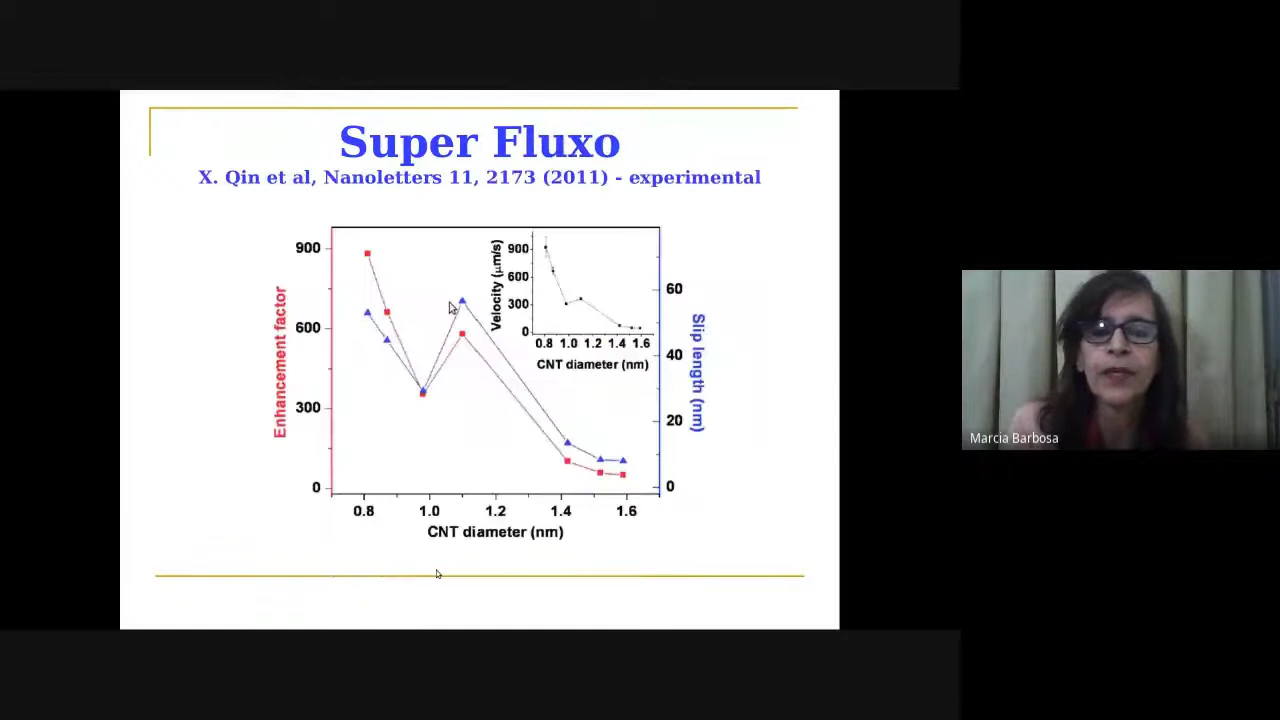 Super Fluxo
X. Qin et al, Nanoletters 11, 2173 (2011) - experimental
Enhancement factor
900
600
300
0
0.8 1.0 1.2 1.4 1.6
CNT diameter (nm)
60
40
20
0
Slip length (nm)
Velocity (μm/s)
900
600
300
0
0.8 1.0 1.2 1.4 1.6
CNT diameter (nm)
Marcia Barbosa